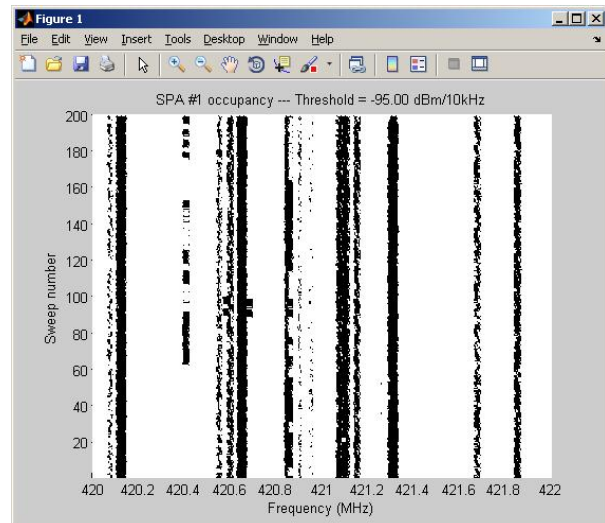 Figure 1
File Edit View Insert Tools Desktop Window Help
SPA #1 occupancy --- Threshold = -95.00 dBm/10kHz
200
180
160
140
120
100
80
60
40
20
Sweep number
420 420.2 420.4 420.6 420.8 421 421.2 421.4 421.6 421.8 422
Frequency (MHz)